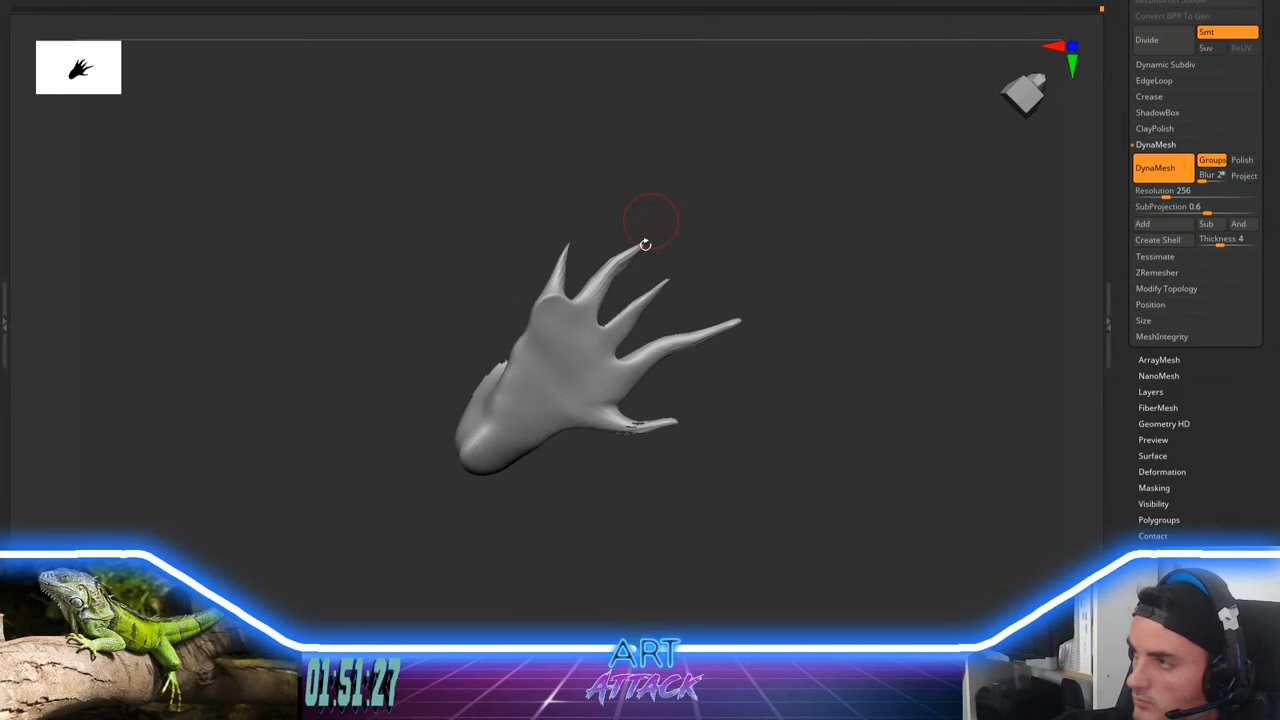 Reconstruct Subdiv
Convert BPR To Geo
Divide
Smt
Suv ReUV
Dynamic Subdiv
EdgeLoop
Crease
ShadowBox
ClayPolish
DynaMesh
DynaMesh
Groups Polish
Blur 2 Project
Resolution 256
SubProjection 0.6
Add Sub And
Create Shell Thickness 4
Tessimate
ZRemesher
Modify Topology
Position
Size
MeshIntegrity
ArrayMesh
NanoMesh
Layers
FiberMesh
Geometry HD
Preview
Surface
Deformation
Masking
Visibility
Polygroups
Contact
01:51:27
ART
ATTACK